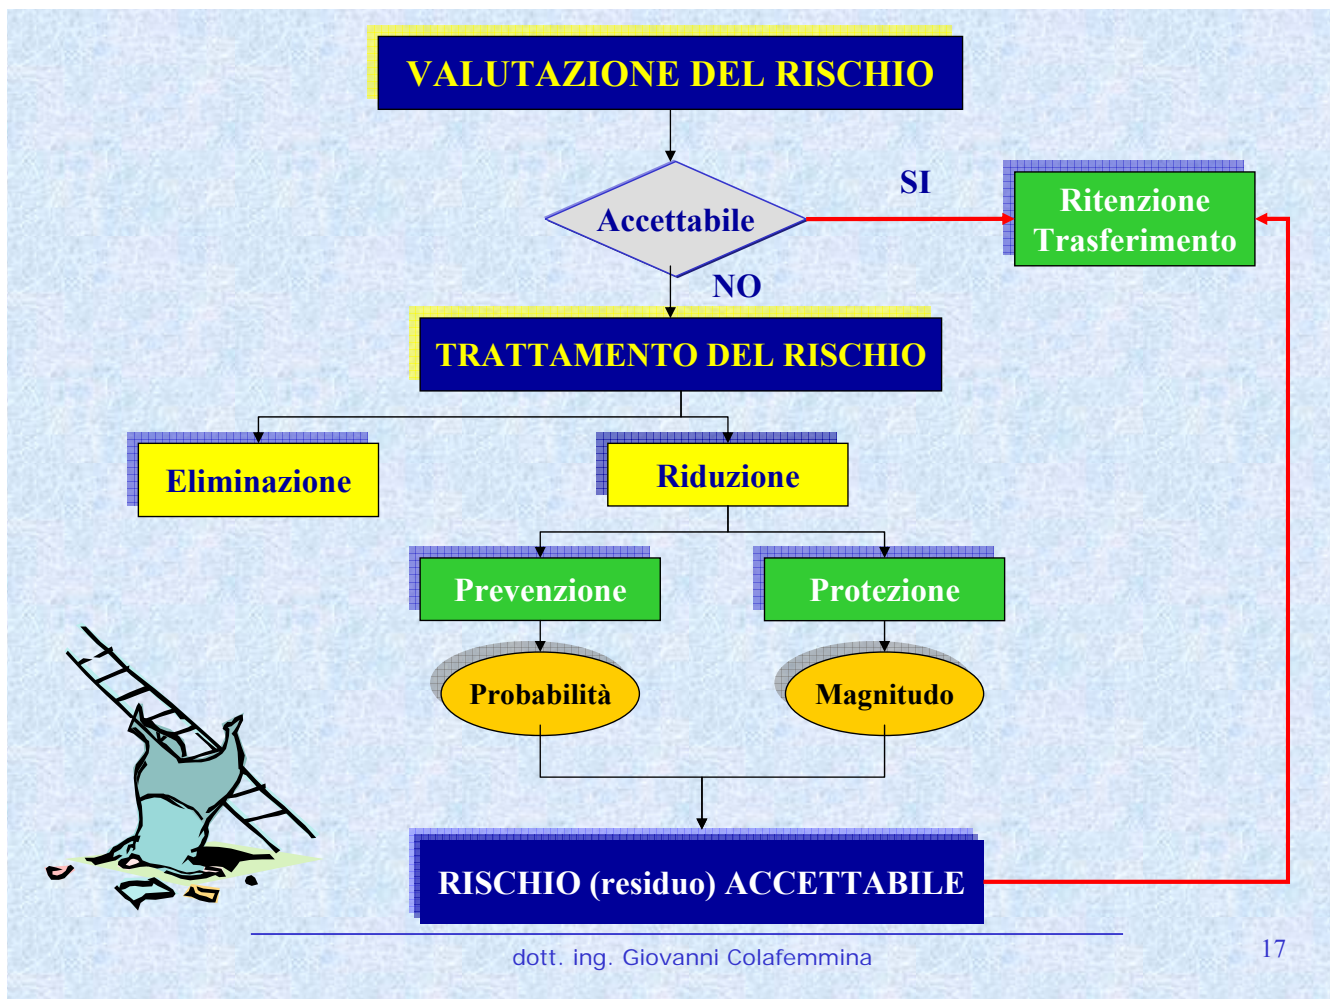 VALUTAZIONE DEL RISCHIO
Accettabile
SI
Ritenzione
Trasferimento
NO
TRATTAMENTO DEL RISCHIO
Eliminazione
Riduzione
Prevenzione
Protezione
Probabilità
Magnitudo
RISCHIO (residuo) ACCETTABILE
dott. ing. Giovanni Colafemmina
17